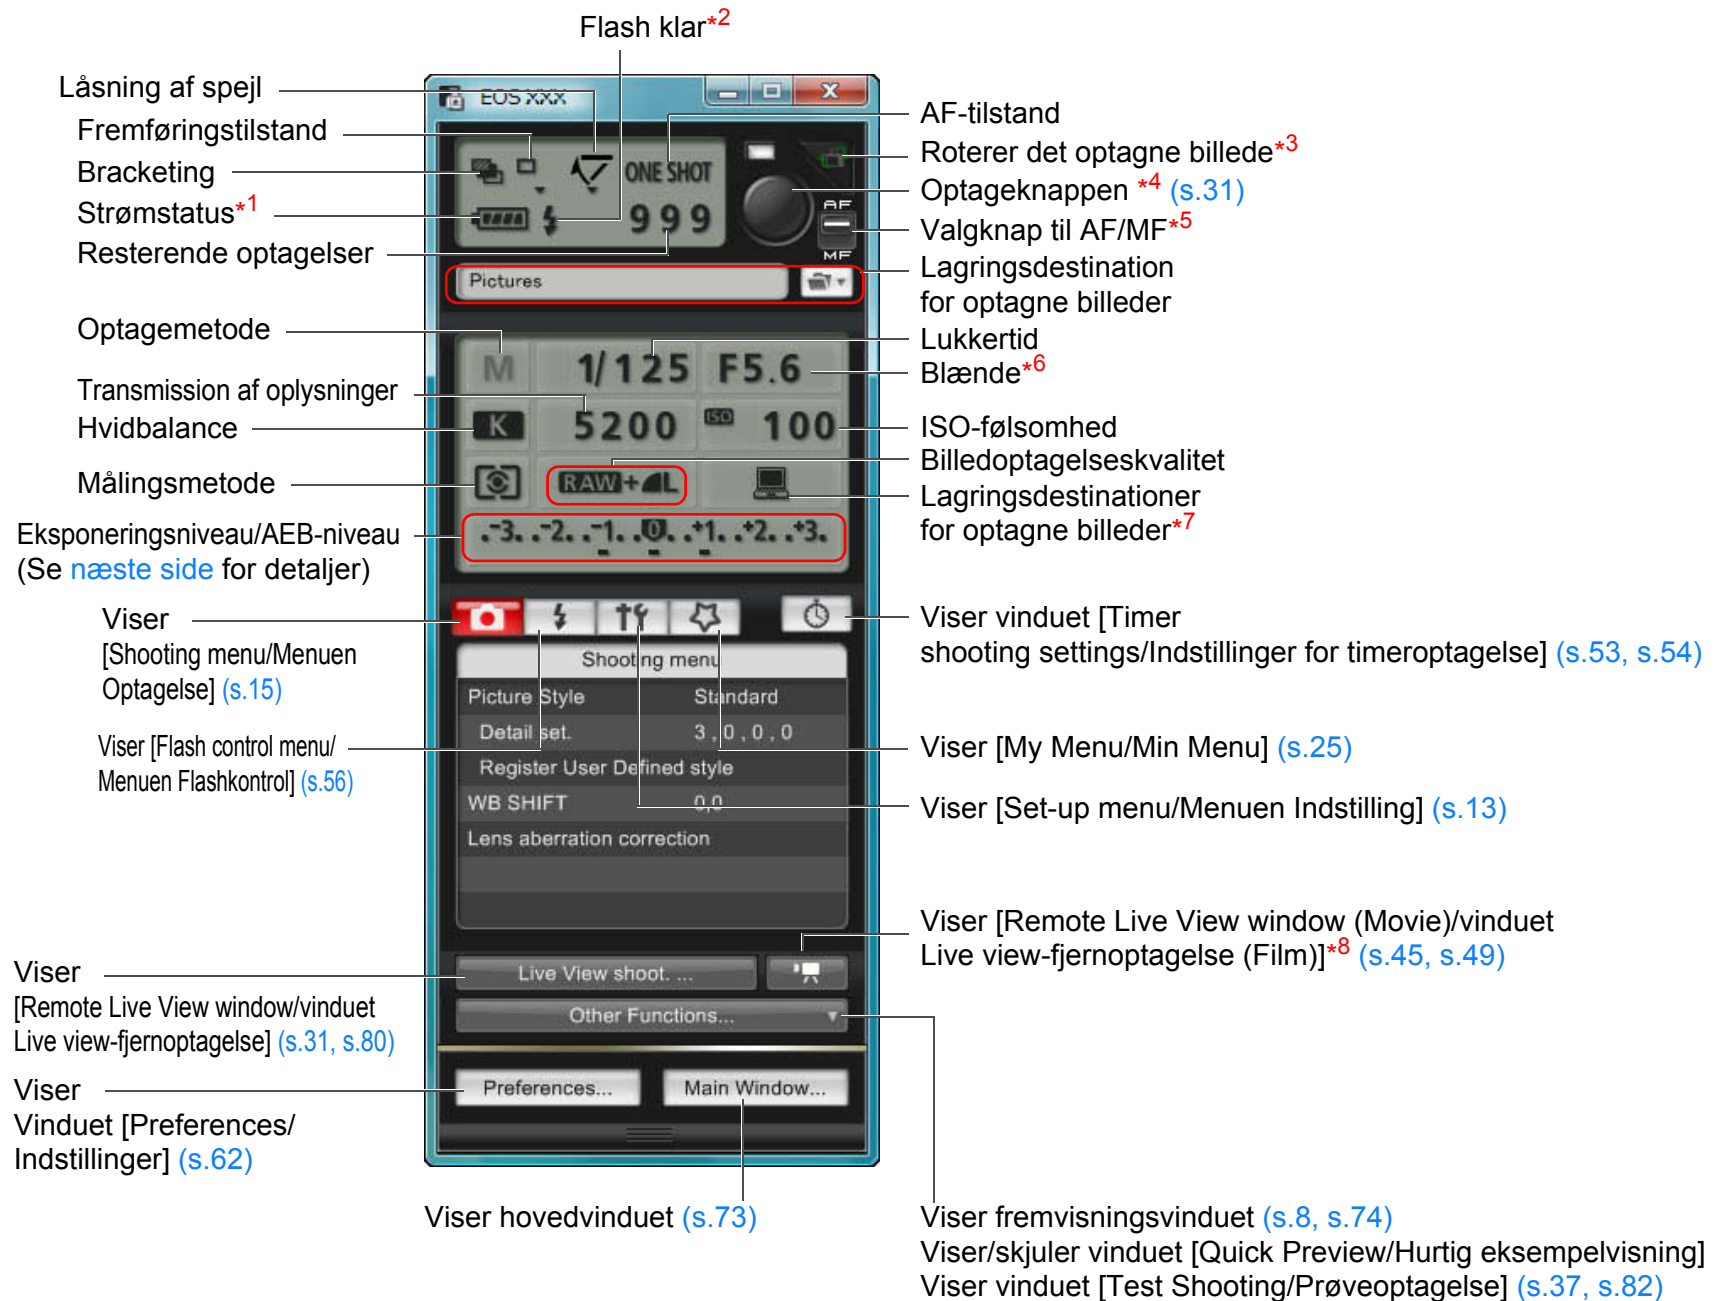 Flash klar*2
Låsning af spejl
Fremføringstilstand
Bracketing
Strømstatus*1
Resterende optagelser
Optagemetode
Transmission af oplysninger
Hvidbalance
Målingsmetode
Eksponeringsniveau/AEB-niveau
(Se næste side for detaljer)
Viser
[Shooting menu/Menuen
Optagelse] (s.15)
Viser [Flash control menu/
Menuen Flashkontrol] (s.56)
Viser
[Remote Live View window/vinduet
Live view-fjernoptagelse] (s.31, s.80)
Viser
Vinduet [Preferences/
Indstillinger] (s.62)
EOS XXX
ONE SHOT
999
AF
MF
Pictures
M 1/125 F5.6
K 5200 ISO 100
RAW+L
.-3. .-2. .-1. .0. .+1. .+2. .+3.
Shooting menu
Picture Style Standard
Detail set. 3 , 0 , 0 , 0
Register User Defined style
WB SHIFT 0,0
Lens aberration correction
Live View shoot. ...
Other Functions...
Preferences... Main Window...
AF-tilstand
Roterer det optagne billede*3
Optageknappen *4 (s.31)
Valgknap til AF/MF*5
Lagringsdestination
for optagne billeder
Lukkertid
Blænde*6
ISO-følsomhed
Billedoptagelseskvalitet
Lagringsdestinationer
for optagne billeder*7
Viser vinduet [Timer
shooting settings/Indstillinger for timeroptagelse] (s.53, s.54)
Viser [My Menu/Min Menu] (s.25)
Viser [Set-up menu/Menuen Indstilling] (s.13)
Viser [Remote Live View window (Movie)/vinduet
Live view-fjernoptagelse (Film)]*8 (s.45, s.49)
Viser hovedvinduet (s.73)
Viser fremvisningsvinduet (s.8, s.74)
Viser/skjuler vinduet [Quick Preview/Hurtig eksempelvisning]
Viser vinduet [Test Shooting/Prøveoptagelse] (s.37, s.82)